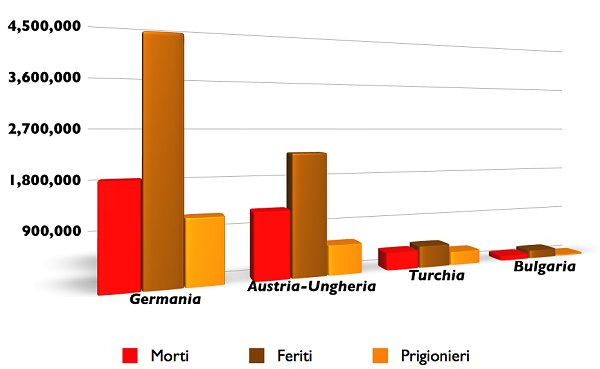 4,500,000
3,600,000
2,700,000
1,800,000
900,000
Germania
Austria-Ungheria
Turchia
Bulgaria
Morti
Feriti
Prigionieri